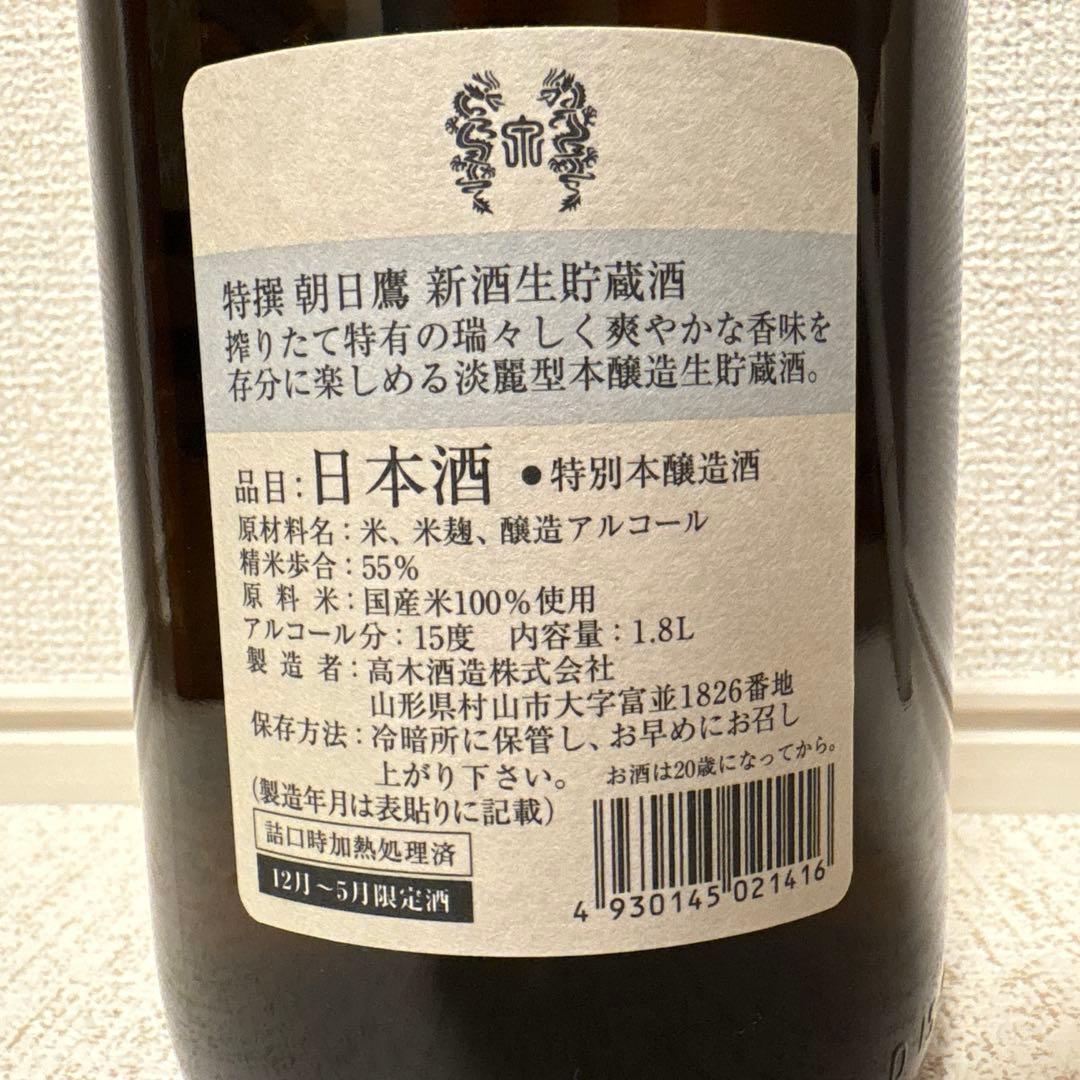 特撰 朝日鷹 新酒生貯蔵酒
搾りたて特有の瑞々しく爽やかな香味を
存分に楽しめる淡麗型本醸造生貯蔵酒。
品目：日本酒 ●特別本醸造酒
原材料名：米、米麹、醸造アルコール
精米歩合：55%
原料米：国産米100%使用
アルコール分：15度 内容量：1.8L
製造者：高木酒造株式会社
山形県村山市大字富並1826番地
保存方法：冷暗所に保管し、お早めにお召し
上がり下さい。
お酒は20歳になってから。
(製造年月は表貼りに記載)
詰口時加熱処理済
12月～5月限定酒
4 930145 021416